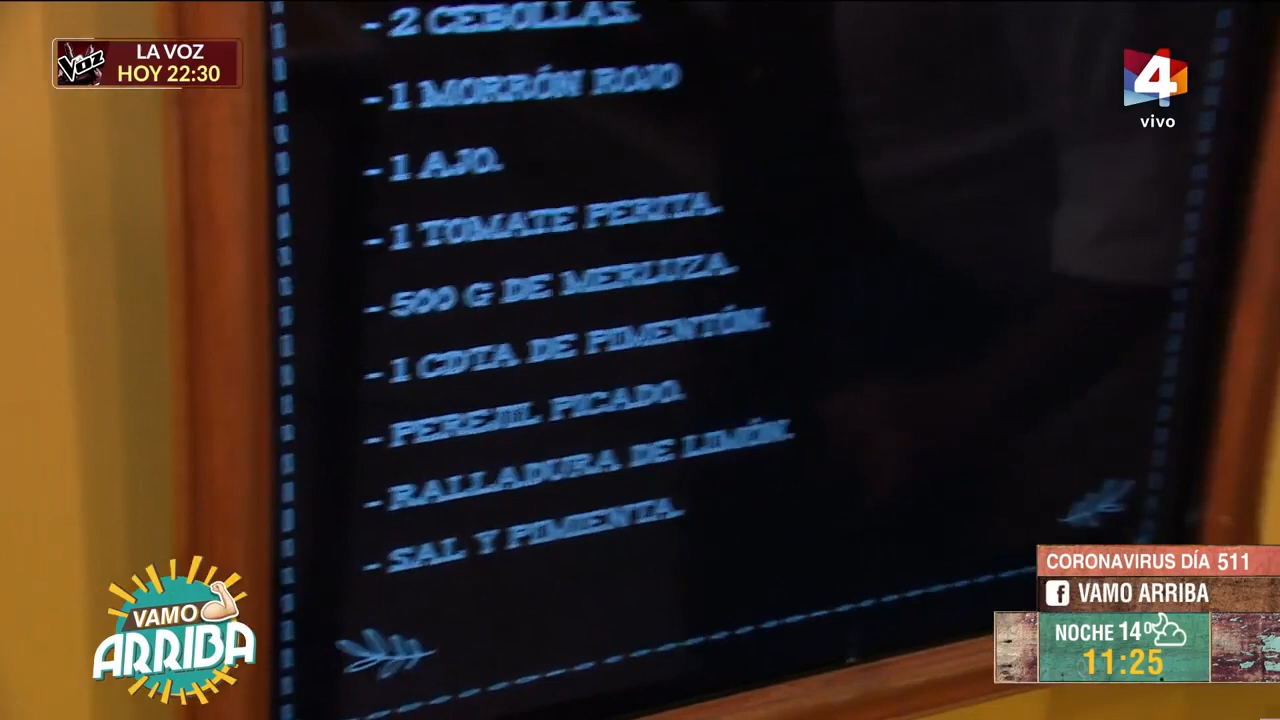 LA VOZ
HOY 22:30
VOZ
4
vivo
- 2 CEBOLLAS.
- 1 MORRÓN ROJO
- 1 AJO.
- 1 TOMATE PERITA.
- 500 G DE MERLUZA.
- 1 CDTA DE PIMENTÓN.
- PEREJIL PICADO.
- RALLADURA DE LIMÓN.
- SAL Y PIMIENTA.
VAMO
ARRIBA
CORONAVIRUS DÍA 511
f VAMO ARRIBA
NOCHE 14º
11:25